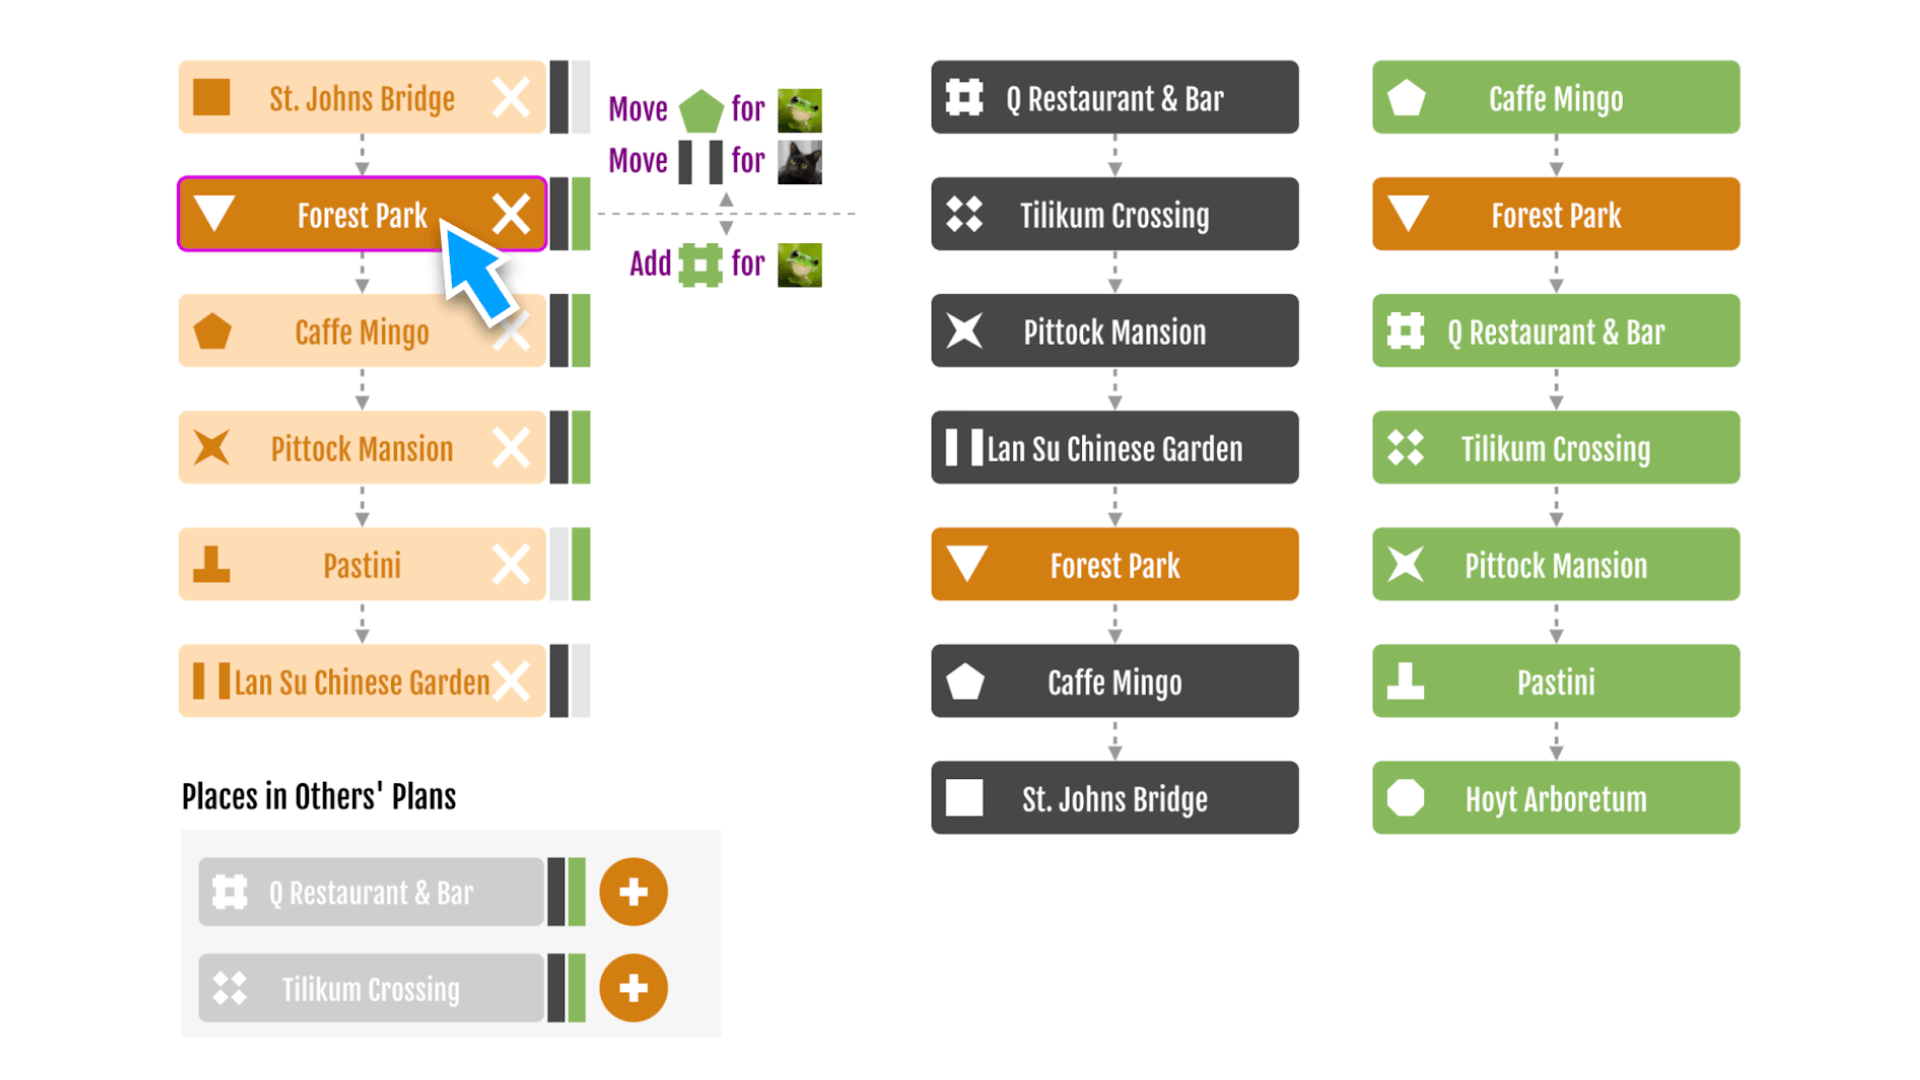 St. Johns Bridge
Forest Park
Caffe Mingo
Pittock Mansion
Pastini
Lan Su Chinese Garden
Move for
Move for
Add for
Places in Others' Plans
Q Restaurant & Bar
Tilikum Crossing
Q Restaurant & Bar
Tilikum Crossing
Pittock Mansion
Lan Su Chinese Garden
Forest Park
Caffe Mingo
St. Johns Bridge
Caffe Mingo
Forest Park
Q Restaurant & Bar
Tilikum Crossing
Pittock Mansion
Pastini
Hoyt Arboretum